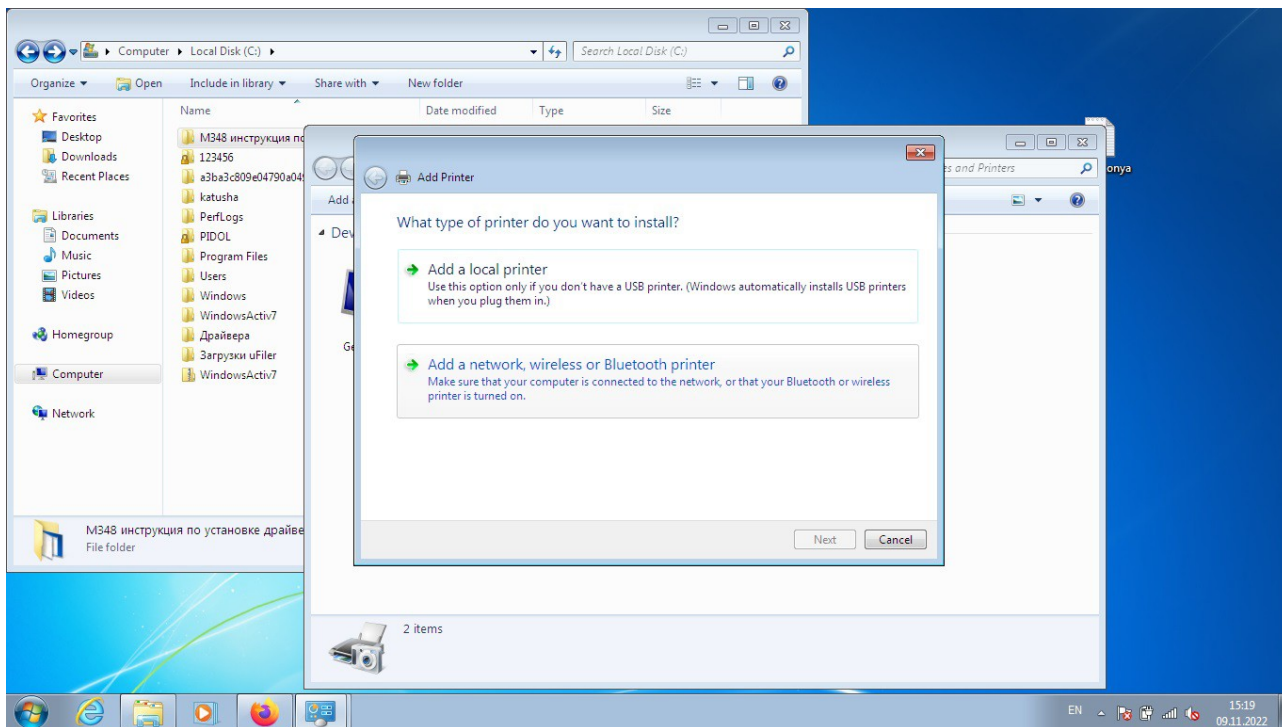 Computer Local Disk (C:)
Search Local Disk (C:)
Organize Open Include in library Share with New folder
Favorites
Desktop
Downloads
Recent Places
Libraries
Documents
Music
Pictures
Videos
Homegroup
Computer
Network
Name Date modified Type Size
M348 инструкция по
123456
a3ba3c809e04790a04
katusha
PerfLogs
PIDOL
Program Files
Users
Windows
WindowsActiv7
Драйвера
Загрузки uFiler
WindowsActiv7
M348 инструкция по установке драйве
File folder
es and Printers
Add
Dev
Ge
2 items
Add Printer
What type of printer do you want to install?
Add a local printer
Use this option only if you don't have a USB printer. (Windows automatically installs USB printers
when you plug them in.)
Add a network, wireless or Bluetooth printer
Make sure that your computer is connected to the network, or that your Bluetooth or wireless
printer is turned on.
Next Cancel
onya
EN
15:19
09.11.2022